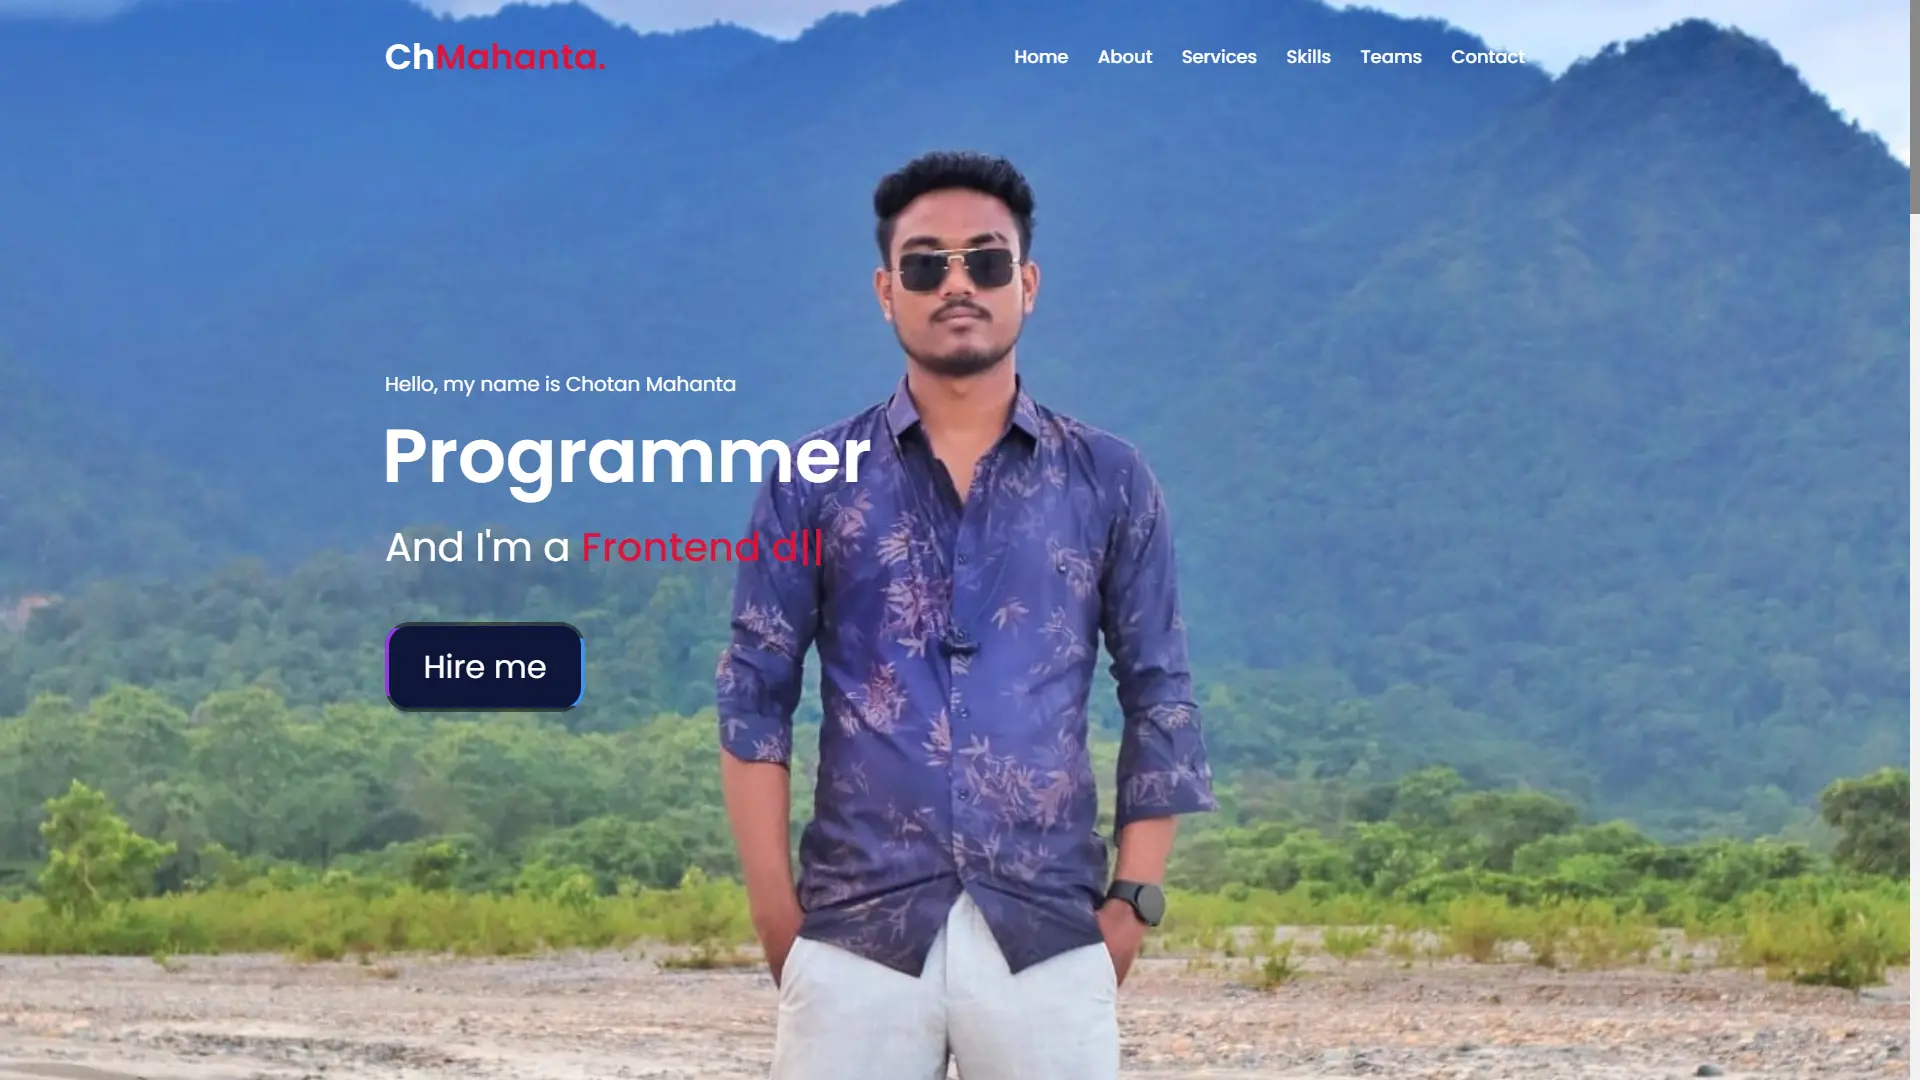 ChMahanta.
Home About Services Skills Teams Contact
Hello, my name is Chotan Mahanta
Programmer
And I'm a Frontend d||
Hire me